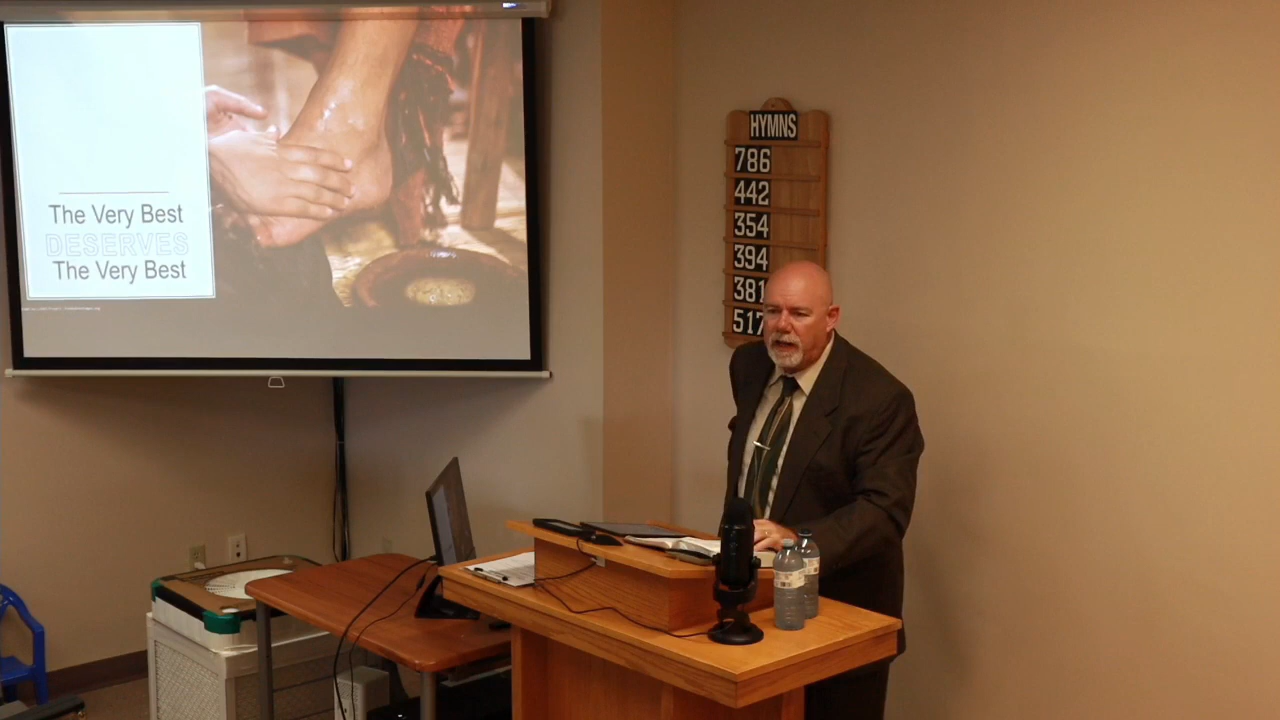 The Very Best
DESERVES
The Very Best
HYMNS
786
442
354
394
381
517